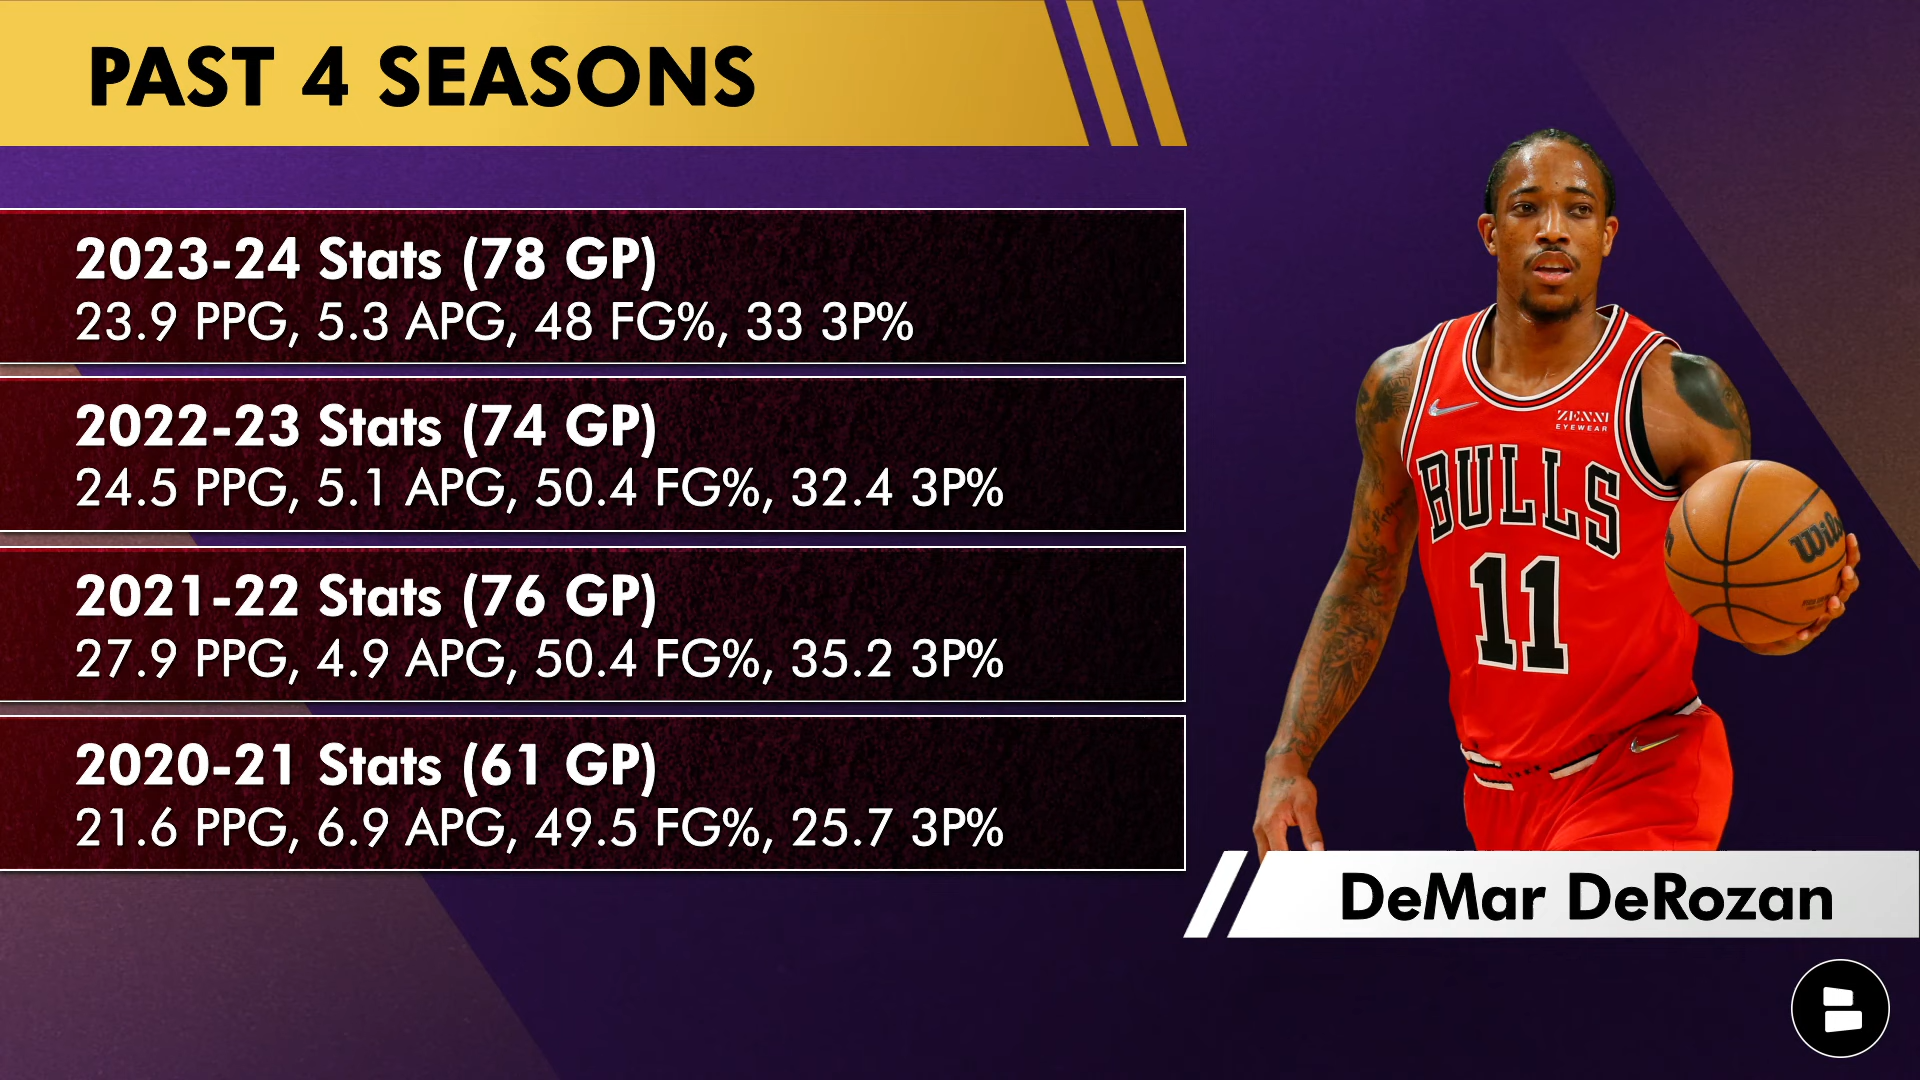 PAST 4 SEASONS
2023-24 Stats (78 GP)
23.9 PPG, 5.3 APG, 48 FG%, 33 3P%
2022-23 Stats (74 GP)
24.5 PPG, 5.1 APG, 50.4 FG%, 32.4 3P%
2021-22 Stats (76 GP)
27.9 PPG, 4.9 APG, 50.4 FG%, 35.2 3P%
2020-21 Stats (61 GP)
21.6 PPG, 6.9 APG, 49.5 FG%, 25.7 3P%
ZENNI
EYEWEAR
BULLS
11
DeMar DeRozan